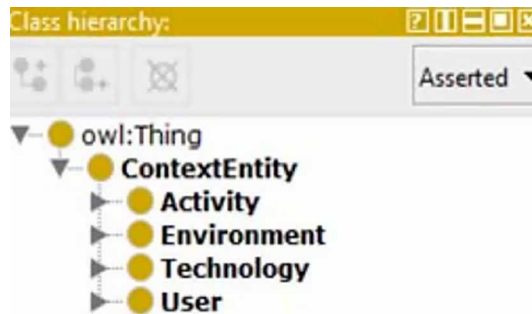 Class hierarchy:
Asserted
owl:Thing
ContextEntity
Activity
Environment
Technology
User